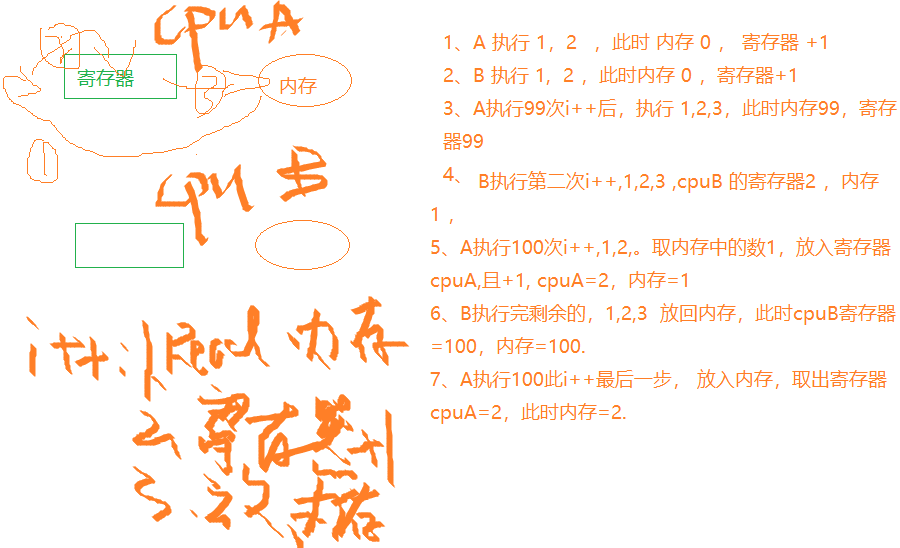 cpu A
寄存器
内存
3
1
cpu B
i++: 1 Read 内存
2、寄存器+1
3. 放 内存
1、A 执行 1，2 ，此时 内存 0 ， 寄存器 +1
2、B 执行 1，2 ，此时内存 0 ，寄存器+1
3、A执行99次i++后，执行 1,2,3，此时内存99，寄存
器99
4、 B执行第二次i++,1,2,3 ,cpuB 的寄存器2 ，内存
1，
5、A执行100次i++,1,2,。取内存中的数1，放入寄存器
cpuA,且+1, cpuA=2，内存=1
6、B执行完剩余的，1,2,3 放回内存，此时cpuB寄存器
=100，内存=100.
7、A执行100此i++最后一步， 放入内存，取出寄存器
cpuA=2，此时内存=2.